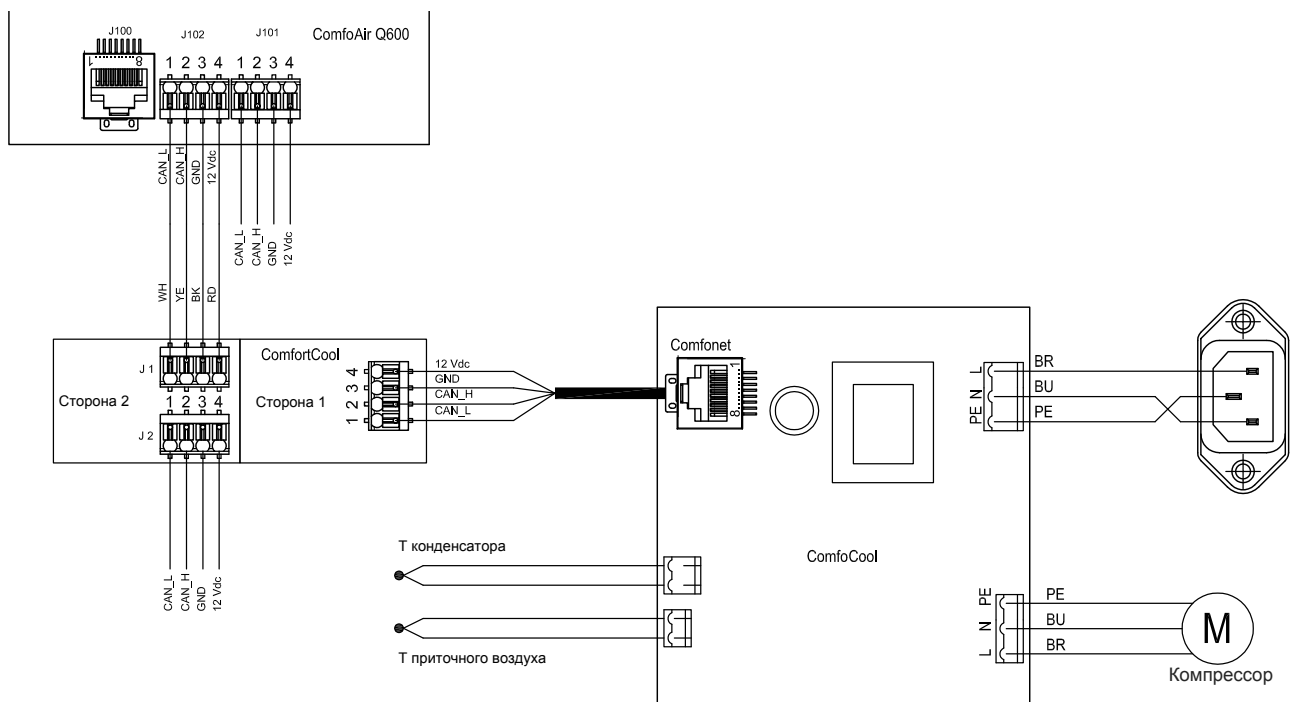 J100
J102
J101
ComfoAir Q600
1 8
1 2 3 4
1 2 3 4
CAN_L
CAN_H
GND
12 Vdc
CAN_L
CAN_H
GND
12 Vdc
WH
YE
BK
RD
J 1
Сторона 2
1 2 3 4
J 2
CAN_L
CAN_H
GND
12 Vdc
ComfortCool
Сторона 1
4
3
2
1
12 Vdc
GND
CAN_H
CAN_L
Comfonet
1
8
L
N
PE
BR
BU
PE
Т конденсатора
Т приточного воздуха
ComfoCool
PE
N
L
PE
BU
BR
M
Компрессор